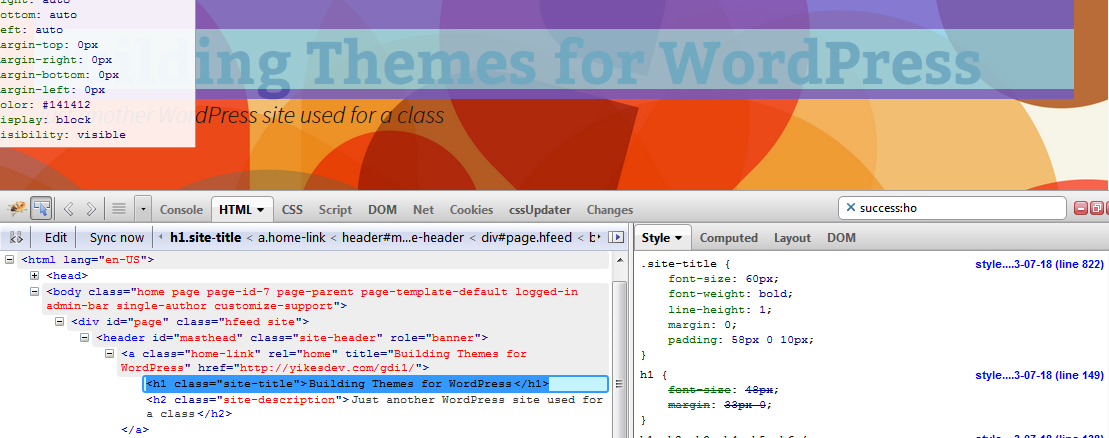 ight: auto
ottom: auto
eft: auto
argin-top: 0px
argin-right: 0px
argin-bottom: 0px
argin-left: 0px
olor: #141412
isplay: block
isibility: visible
ilding Themes for WordPress
another WordPress site used for a class
Console HTML CSS Script DOM Net Cookies cssUpdater Changes success:ho
Edit Sync now h1.site-title < a.home-link < header#m...e-header < div#page.hfeed < b
Style Computed Layout DOM
<html lang="en-US">
<head>
<body class="home page page-id-7 page-parent page-template-default logged-in
admin-bar single-author customize-support">
<div id="page" class="hfeed site">
<header id="masthead" class="site-header" role="banner">
<a class="home-link" rel="home" title="Building Themes for
WordPress" href="http://yikesdev.com/gdi1/">
<h1 class="site-title">Building Themes for WordPress</h1>
<h2 class="site-description">Just another WordPress site used for
a class</h2>
</a>
.site-title { style....3-07-18 (line 822)
font-size: 60px;
font-weight: bold;
line-height: 1;
margin: 0;
padding: 58px 0 10px;
}
h1 { style....3-07-18 (line 149)
font-size: 48px;
margin: 33px 0;
}